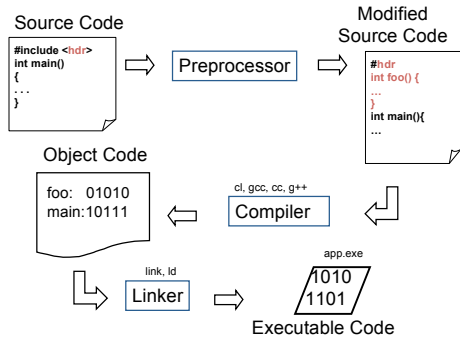 Source Code
#include <hdr>
int main()
{
. . .
}
Preprocessor
Modified
Source Code
#hdr
int foo() {
...
}
int main(){
...
Object Code
foo: 01010
main:10111
cl, gcc, cc, g++
Compiler
link, ld
Linker
app.exe
1010
1101
Executable Code